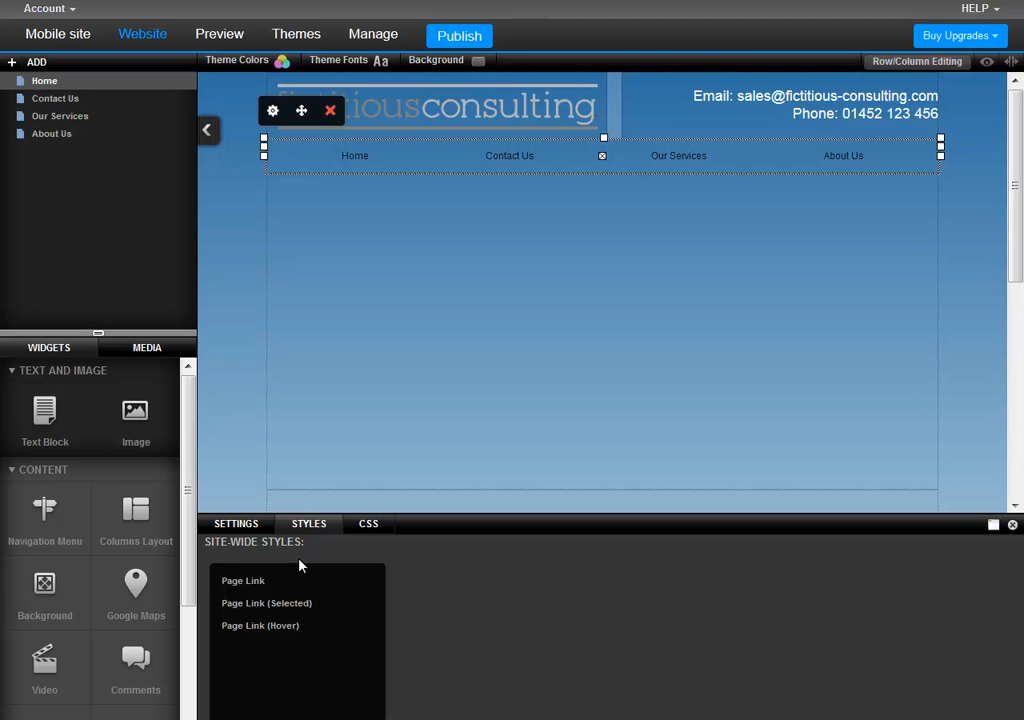 Account
HELP
Mobile site
Website
Preview
Themes
Manage
Publish
Buy Upgrades
+ ADD
Theme Colors
Theme Fonts Aa
Background
Row/Column Editing
Home
Contact Us
Our Services
About Us
fictitiousconsulting
Email: sales@fictitious-consulting.com
Phone: 01452 123 456
Home
Contact Us
Our Services
About Us
WIDGETS
MEDIA
TEXT AND IMAGE
Text Block
Image
CONTENT
Navigation Menu
Columns Layout
Background
Google Maps
Video
Comments
SETTINGS
STYLES
CSS
SITE-WIDE STYLES:
Page Link
Page Link (Selected)
Page Link (Hover)